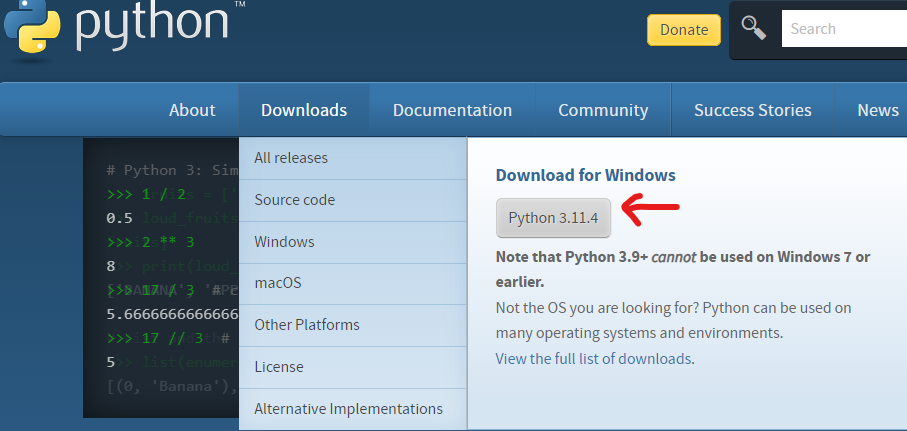 python™
Donate
Search
About
Downloads
Documentation
Community
Success Stories
News
# Python 3: Sim
>>> 1 / 2
0.5
>>> 2 ** 3
8
>>> 17 / 3 #
5.6666666666666
>>> 17 // 3 #
5
[(0, 'Banana'),
All releases
Source code
Windows
macOS
Other Platforms
License
Alternative Implementations
Download for Windows
Python 3.11.4
Note that Python 3.9+ cannot be used on Windows 7 or
earlier.
Not the OS you are looking for? Python can be used on
many operating systems and environments.
View the full list of downloads.